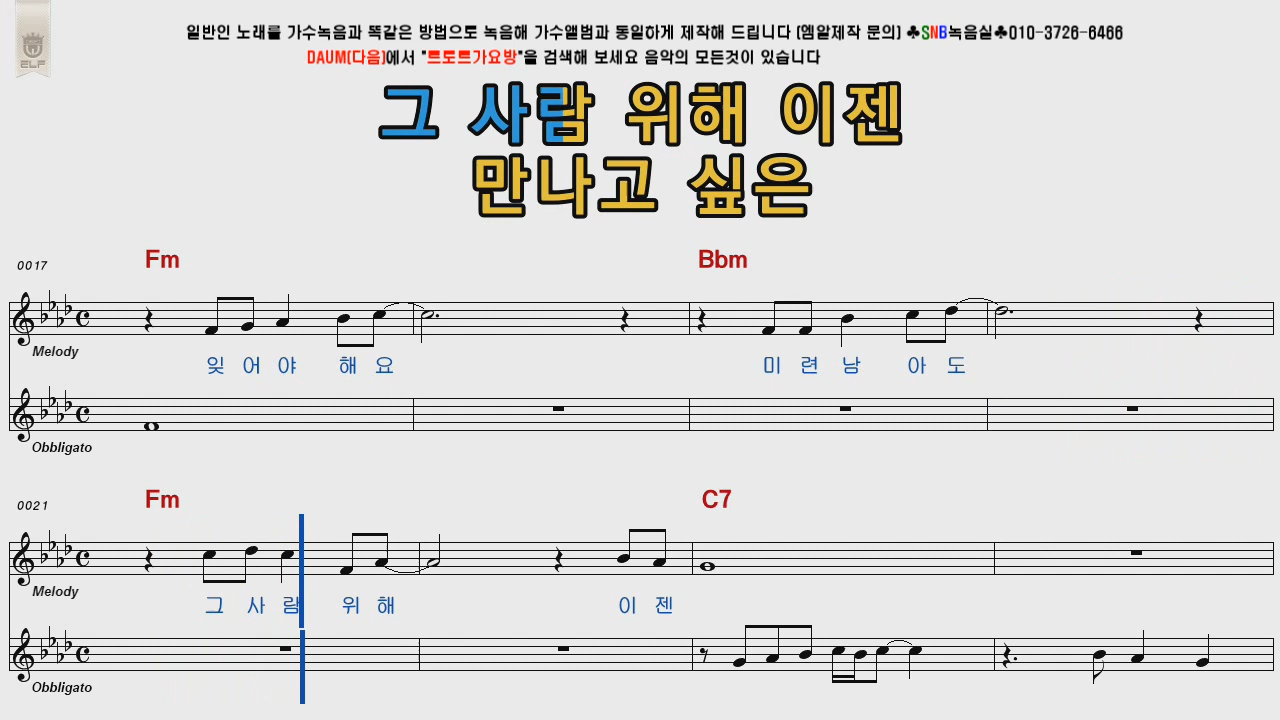 일반인 노래를 가수녹음과 똑같은 방법으로 녹음해 가수앨범과 동일하게 제작해 드립니다 (엠알제작 문의) ♣SNB녹음실♣010-3726-6466
DAUM(다음)에서 "트로트가요방"을 검색해 보세요 음악의 모든것이 있습니다
ELF
그 사람 위해 이젠
만나고 싶은
0017 Fm Bbm
Melody
잊 어 야 해 요 미 련 남 아 도
Obbligato
0021 Fm C7
Melody
그 사 람 위 해 이 젠
Obbligato